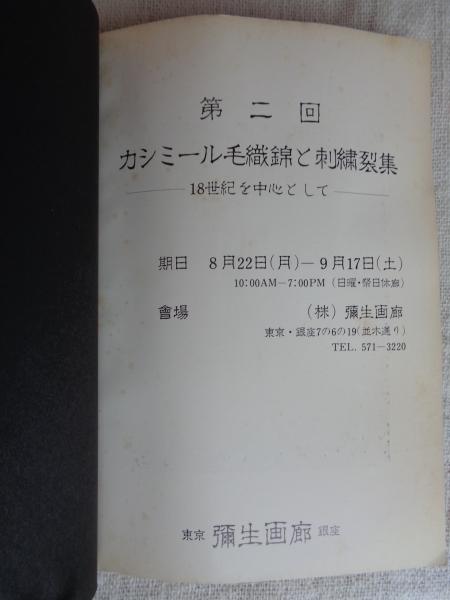 第二回
カシミール毛織錦と刺繍裂集
—18世紀を中心として—
期日 8月22日(月)—9月17日(土)
10:00AM—7:00PM (日曜・祭日休廊)
會場 (株) 彌生画廊
東京・銀座7の6の19(並木通り)
TEL. 571—3220
東京 彌生画廊 銀座